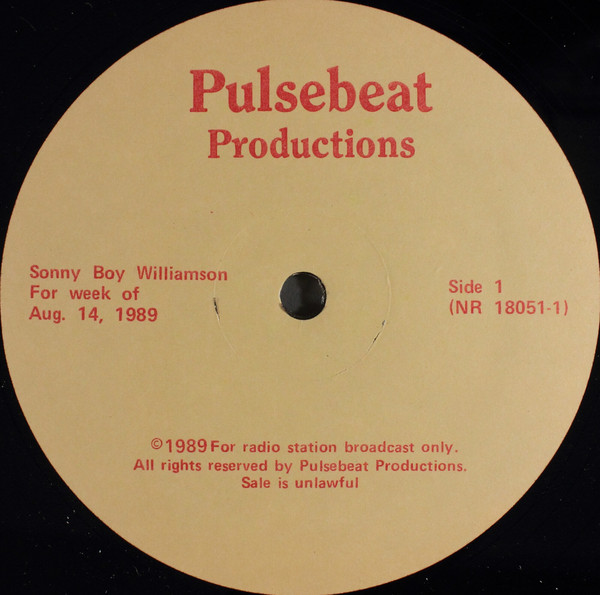 Pulsebeat
Productions
Sonny Boy Williamson
For week of
Aug. 14, 1989
Side 1
(NR 18051-1)
©1989 For radio station broadcast only.
All rights reserved by Pulsebeat Productions.
Sale is unlawful